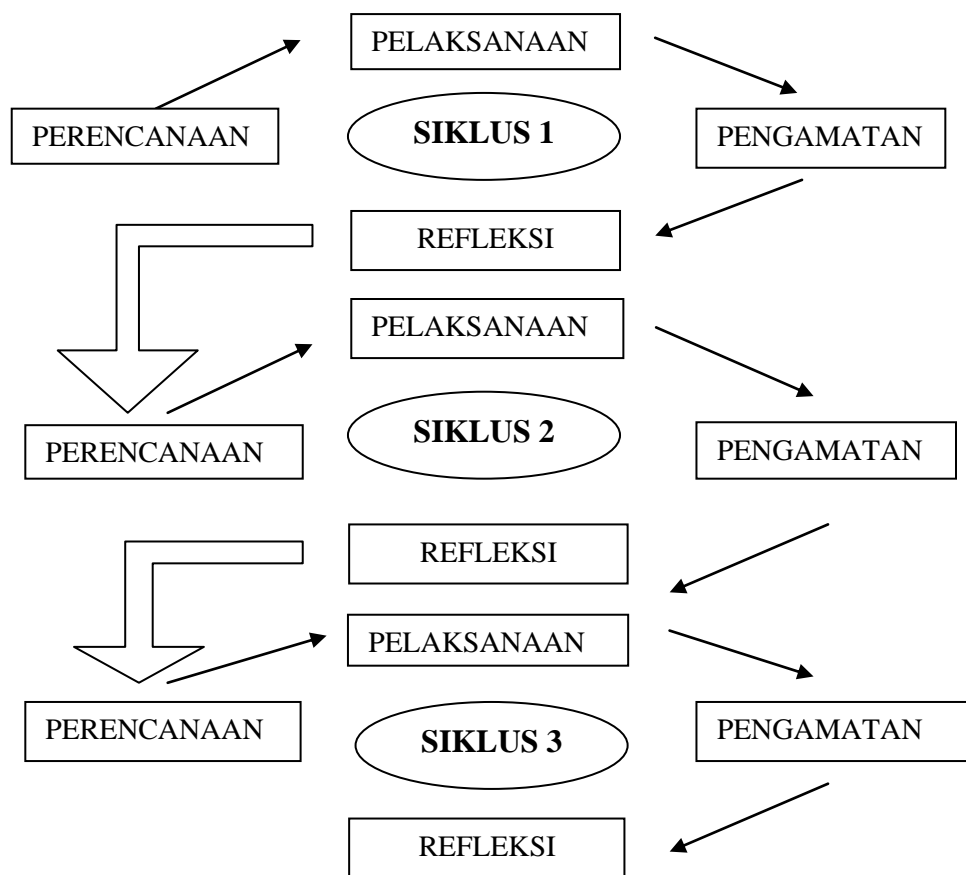 PELAKSANAAN
PERENCANAAN
SIKLUS 1
PENGAMATAN
REFLEKSI
PELAKSANAAN
PERENCANAAN
SIKLUS 2
PENGAMATAN
REFLEKSI
PELAKSANAAN
PERENCANAAN
SIKLUS 3
PENGAMATAN
REFLEKSI